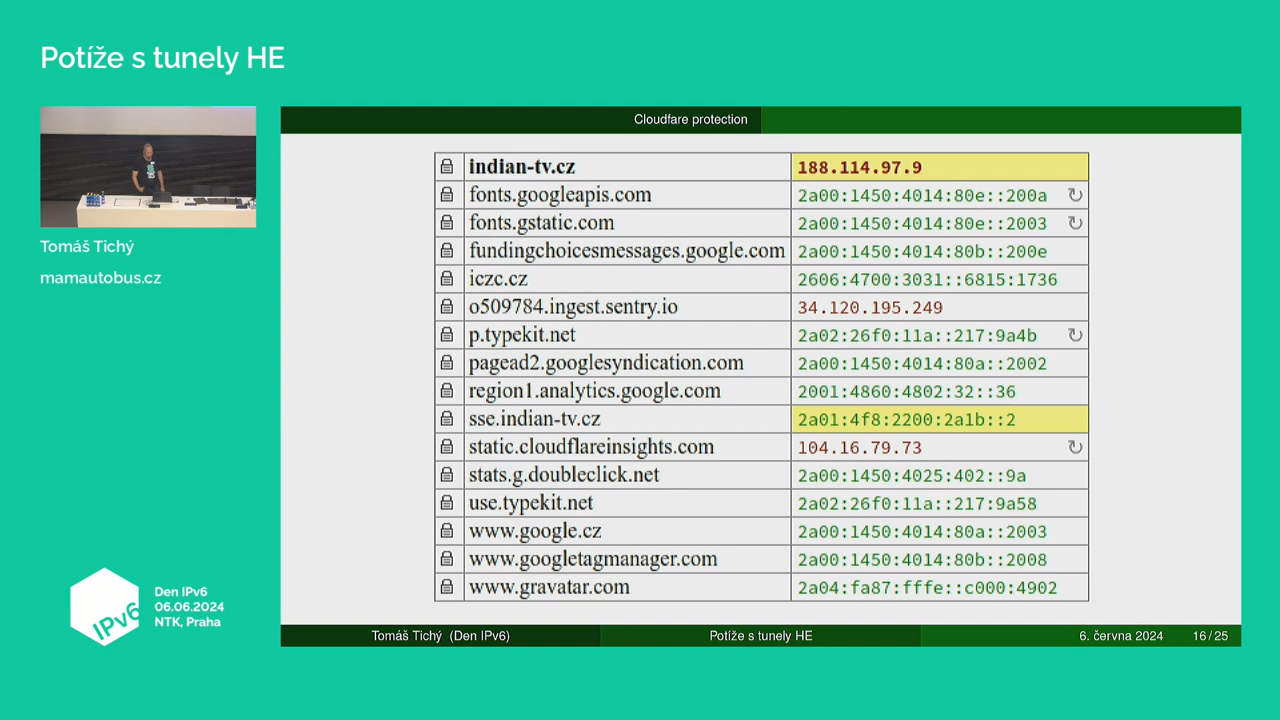 Potíže s tunely HE
Tomáš Tichý
mamautobus.cz
IPv6
Den IPv6
06.06.2024
NTK, Praha
Cloudfare protection
indian-tv.cz 188.114.97.9
fonts.googleapis.com 2a00:1450:4014:80e::200a ↻
fonts.gstatic.com 2a00:1450:4014:80e::2003 ↻
fundingchoicesmessages.google.com 2a00:1450:4014:80b::200e
iczc.cz 2606:4700:3031::6815:1736
o509784.ingest.sentry.io 34.120.195.249
p.typekit.net 2a02:26f0:11a::217:9a4b ↻
pagead2.googlesyndication.com 2a00:1450:4014:80a::2002
region1.analytics.google.com 2001:4860:4802:32::36
sse.indian-tv.cz 2a01:4f8:2200:2a1b::2
static.cloudflareinsights.com 104.16.79.73 ↻
stats.g.doubleclick.net 2a00:1450:4025:402::9a
use.typekit.net 2a02:26f0:11a::217:9a58
www.google.cz 2a00:1450:4014:80a::2003
www.googletagmanager.com 2a00:1450:4014:80b::2008
www.gravatar.com 2a04:fa87:fffe::c000:4902
Tomáš Tichý (Den IPv6) Potíže s tunely HE 6. června 2024 16/25